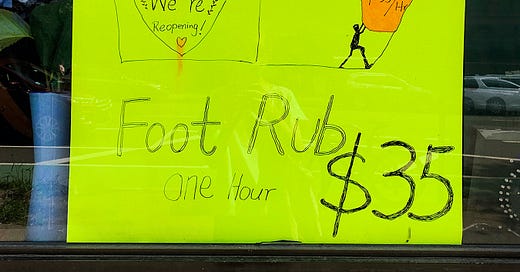 We're
Reopening!
Foot Rub
One Hour
$35